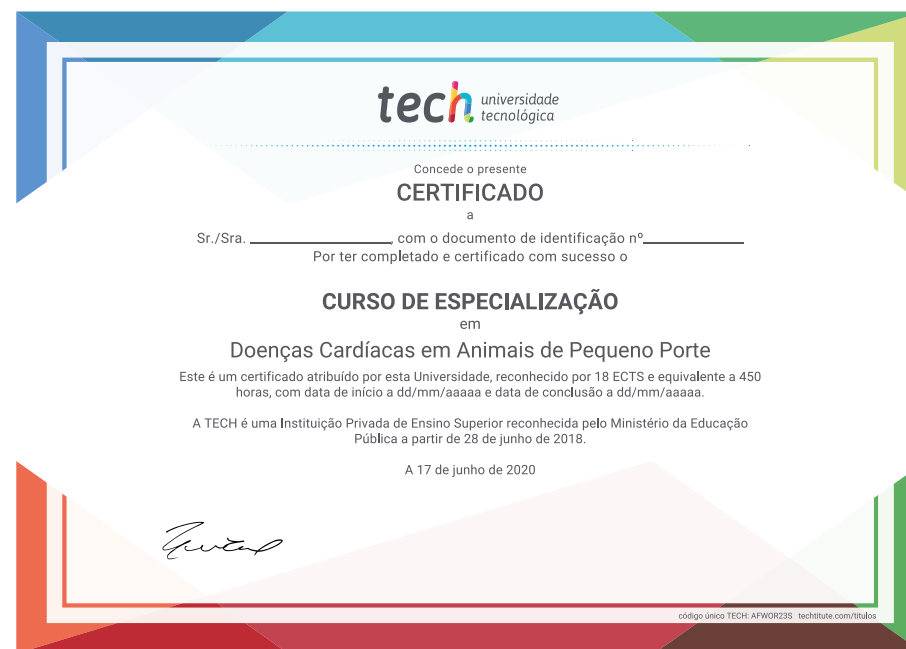 tech universidade
tecnológica
Concede o presente
CERTIFICADO
a
Sr./Sra. , com o documento de identificação nº
Por ter completado e certificado com sucesso o
CURSO DE ESPECIALIZAÇÃO
em
Doenças Cardíacas em Animais de Pequeno Porte
Este é um certificado atribuído por esta Universidade, reconhecido por 18 ECTS e equivalente a 450
horas, com data de início a dd/mm/aaaaa e data de conclusão a dd/mm/aaaaa.
A TECH é uma Instituição Privada de Ensino Superior reconhecida pelo Ministério da Educação
Pública a partir de 28 de junho de 2018.
A 17 de junho de 2020
código único TECH: AFWOR23S techtitute.com/titulos